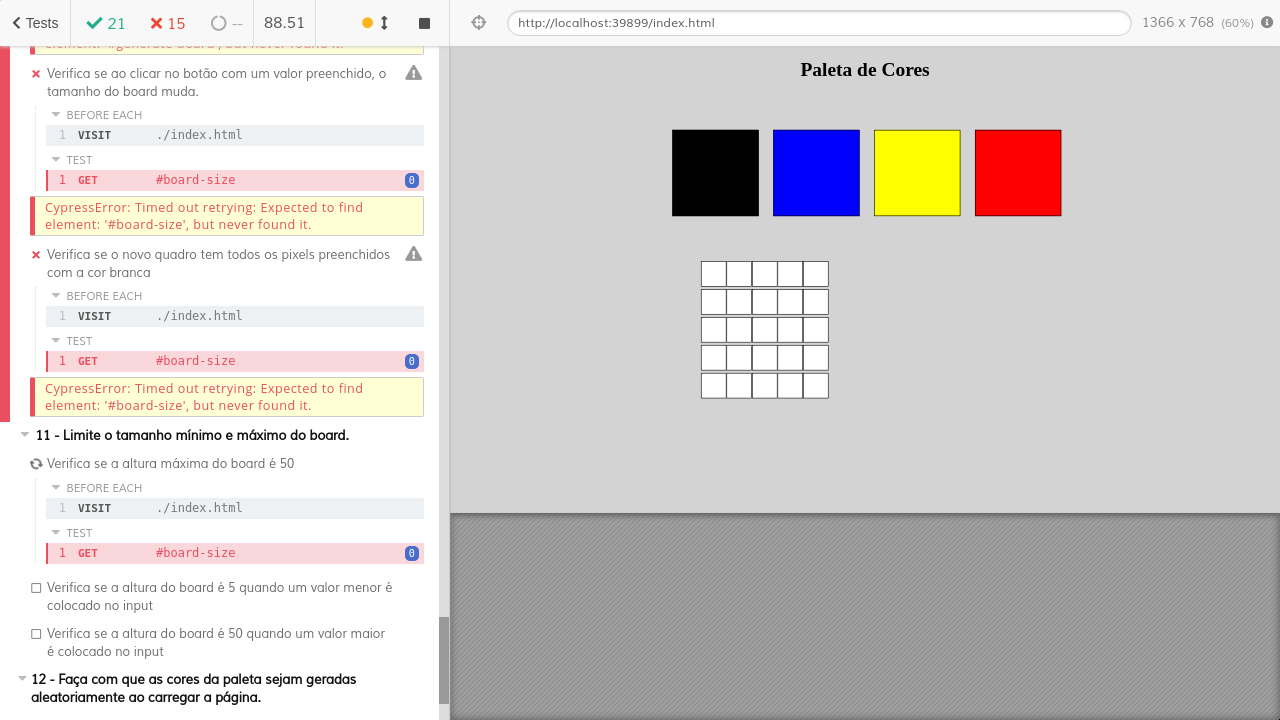 Tests 21 15 -- 88.51 http://localhost:39899/index.html 1366 x 768 (60%)
element: '#generate-board', but never found it.
Verifica se ao clicar no botão com um valor preenchido, o
tamanho do board muda.
BEFORE EACH
1 VISIT ./index.html
TEST
1 GET #board-size 0
CypressError: Timed out retrying: Expected to find
element: '#board-size', but never found it.
Verifica se o novo quadro tem todos os pixels preenchidos
com a cor branca
BEFORE EACH
1 VISIT ./index.html
TEST
1 GET #board-size 0
CypressError: Timed out retrying: Expected to find
element: '#board-size', but never found it.
11 - Limite o tamanho mínimo e máximo do board.
Verifica se a altura máxima do board é 50
BEFORE EACH
1 VISIT ./index.html
TEST
1 GET #board-size 0
Verifica se a altura do board é 5 quando um valor menor é
colocado no input
Verifica se a altura do board é 50 quando um valor maior
é colocado no input
12 - Faça com que as cores da paleta sejam geradas
aleatoriamente ao carregar a página.
Paleta de Cores